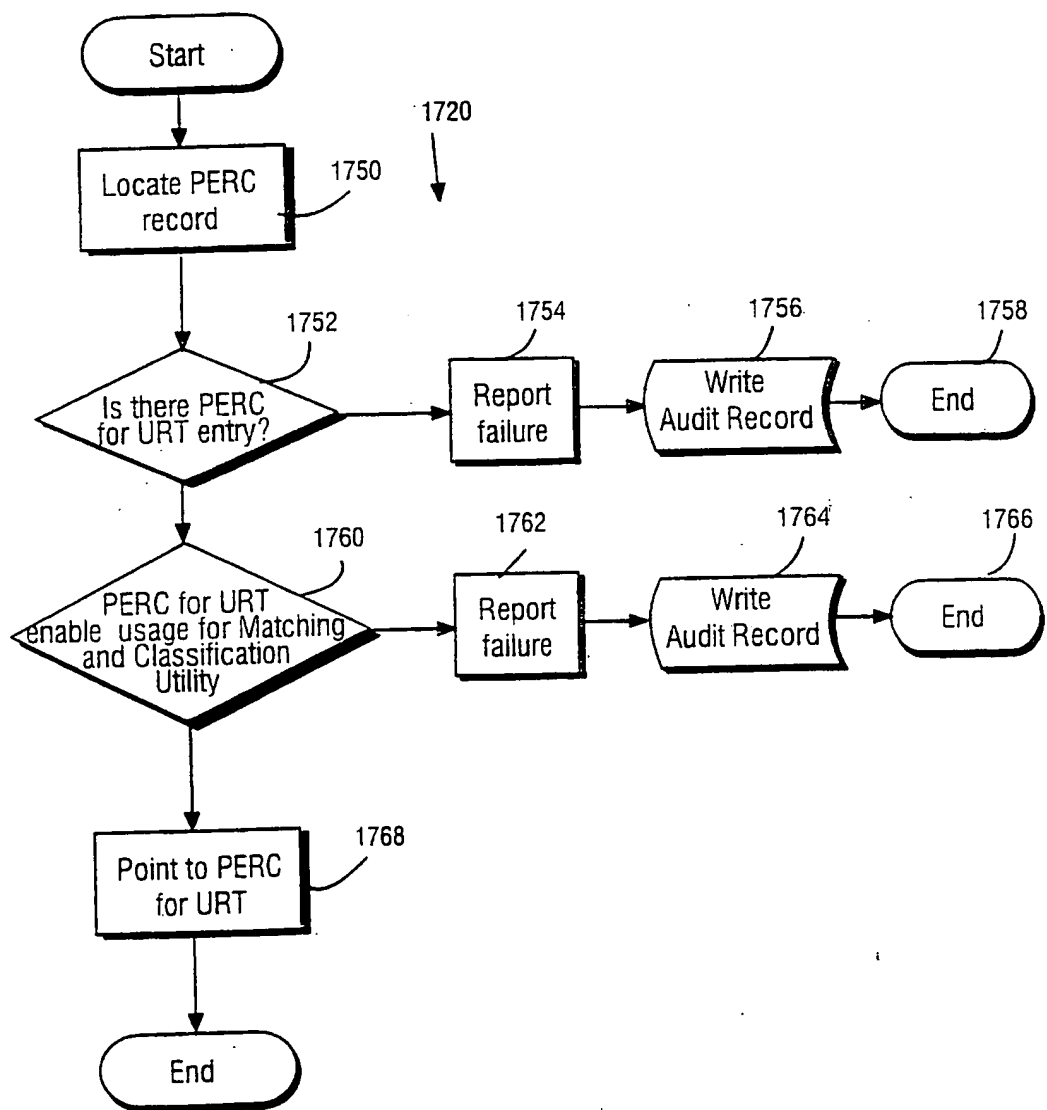 Start
1720
1750
Locate PERC
record
1752
Is there PERC
for URT entry?
1754
Report
failure
1756
Write
Audit Record
1758
End
1760
PERC for URT
enable usage for Matching
and Classification
Utility
1762
Report
failure
1764
Write
Audit Record
1766
End
1768
Point to PERC
for URT
End